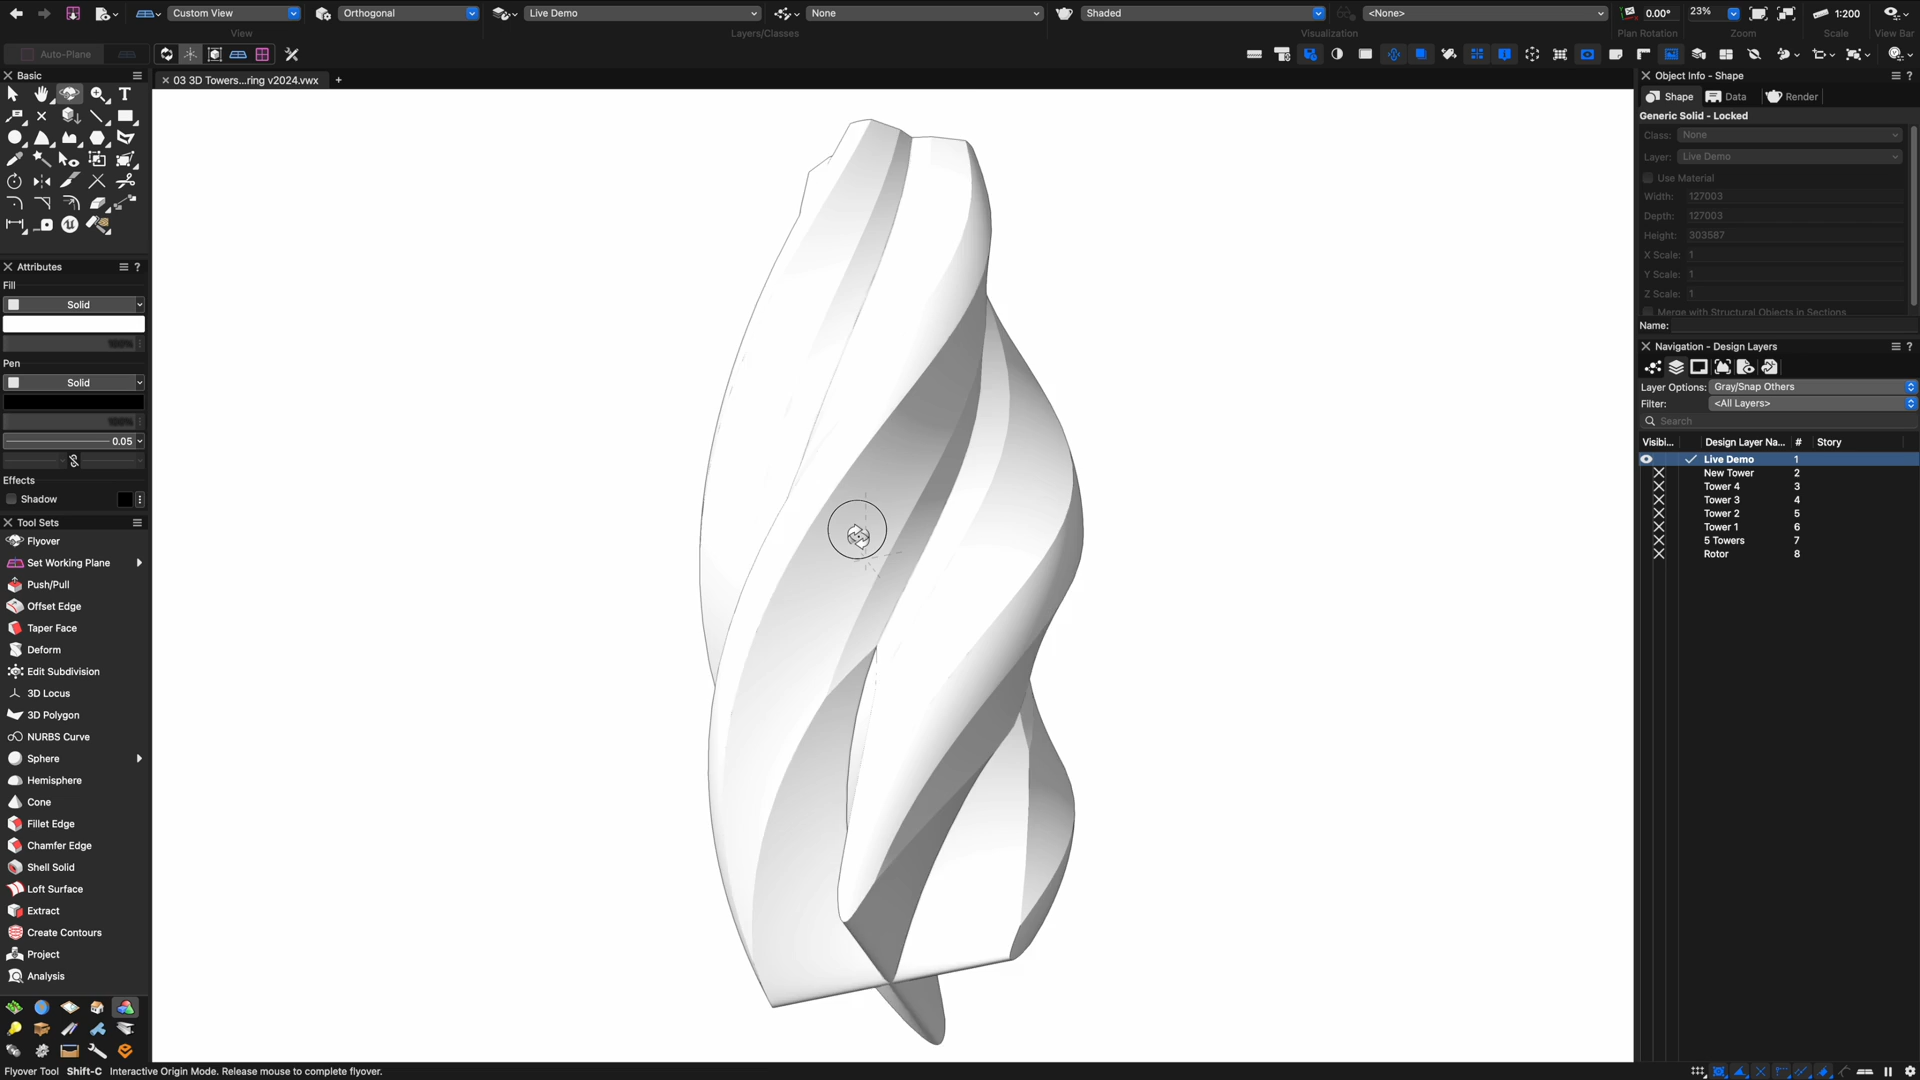 Custom View
Orthogonal
Live Demo
None
Shaded
<None>
0.00°
23%
1:200
View
Layers/Classes
Visualization
Plan Rotation
Zoom
Scale
View Bar
Auto-Plane
Basic
03 3D Towers...ring v2024.vwx
Object Info - Shape
Shape
Data
Render
Generic Solid - Locked
Class:
None
Layer:
Live Demo
Use Material
Width:
127003
Depth:
127003
Height:
303587
X Scale:
1
Y Scale:
1
Z Scale:
1
Merge with Structural Objects in Sections
Name:
Navigation - Design Layers
Layer Options:
Gray/Snap Others
Filter:
<All Layers>
Search
Visibi...
Design Layer Na...
#
Story
Live Demo 1
New Tower 2
Tower 4 3
Tower 3 4
Tower 2 5
Tower 1 6
5 Towers 7
Rotor 8
Attributes
Fill
Solid
100%
Pen
Solid
100%
0.05
Effects
Shadow
Tool Sets
Flyover
Set Working Plane
Push/Pull
Offset Edge
Taper Face
Deform
Edit Subdivision
3D Locus
3D Polygon
NURBS Curve
Sphere
Hemisphere
Cone
Fillet Edge
Chamfer Edge
Shell Solid
Loft Surface
Extract
Create Contours
Project
Analysis
Flyover Tool Shift-C Interactive Origin Mode. Release mouse to complete flyover.